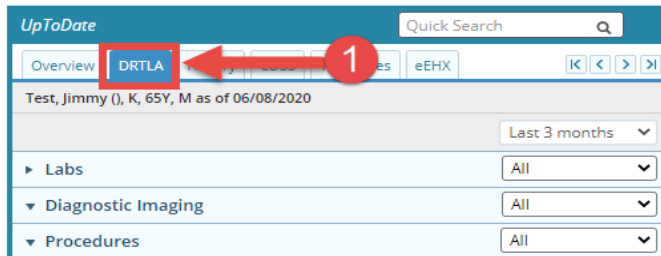 UpToDate Quick Search
Overview DRTLA 1 es eEHX
Test, Jimmy (), K, 65Y, M as of 06/08/2020
Last 3 months
Labs All
Diagnostic Imaging All
Procedures All